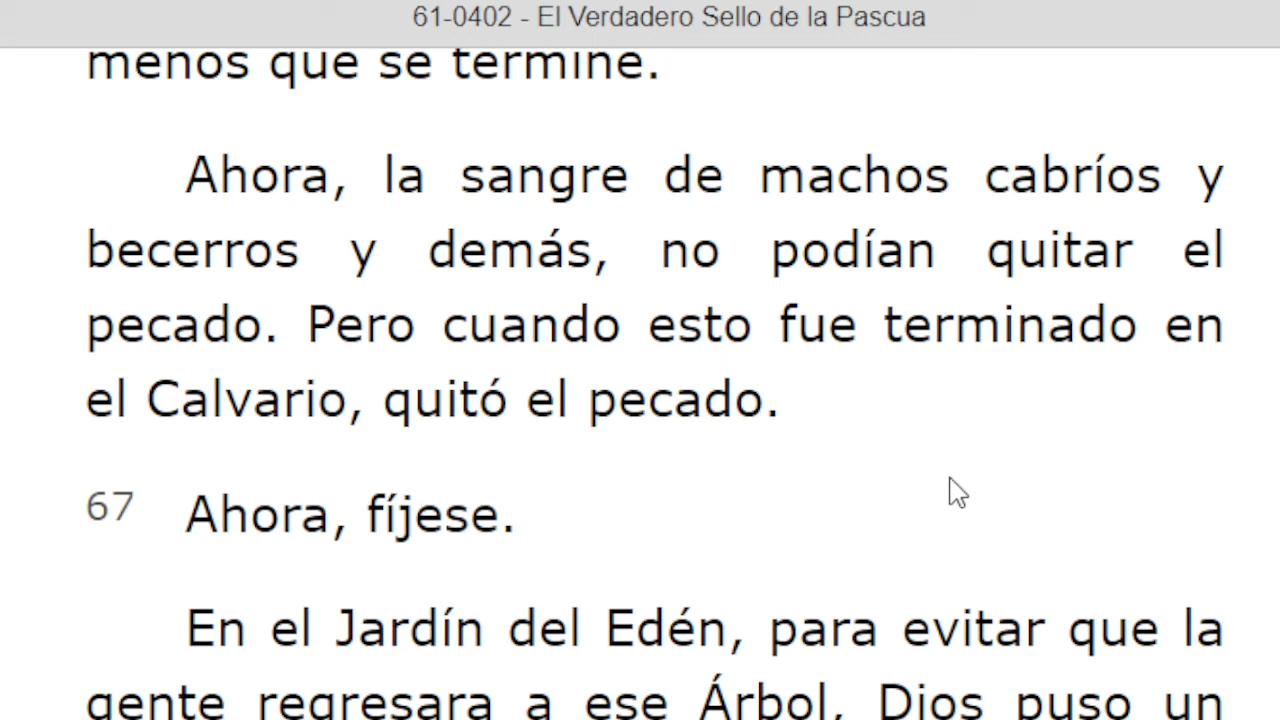 61-0402 - El Verdadero Sello de la Pascua
menos que se termine.
Ahora, la sangre de machos cabríos y
becerros y demás, no podían quitar el
pecado. Pero cuando esto fue terminado en
el Calvario, quitó el pecado.
67 Ahora, fíjese.
En el Jardín del Edén, para evitar que la
gente regresara a ese Árbol, Dios puso un